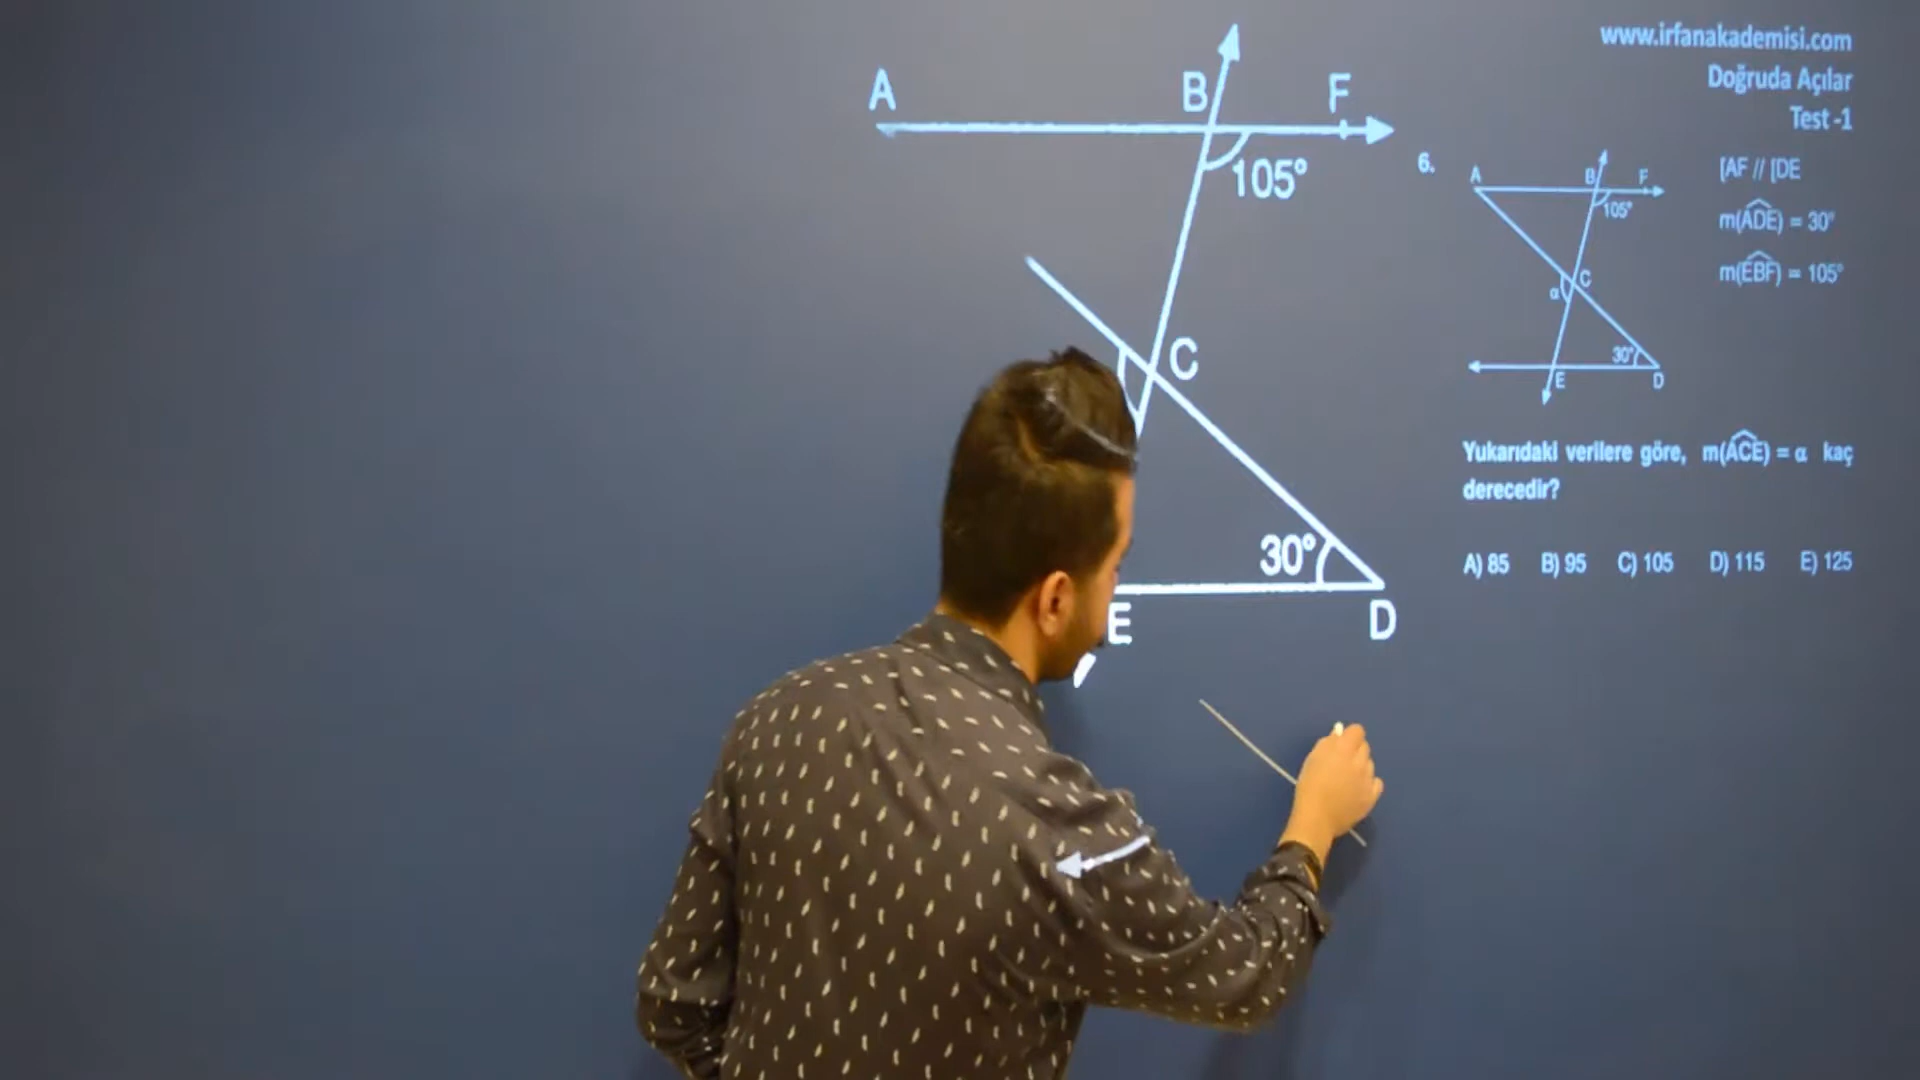 www.irfanakademisi.com
Doğruda Açılar
Test -1
A
B
F
105°
C
30°
E
D
6.
A
B
F
105°
C
α
30°
E
D
[AF // [DE
m(ADE) = 30°
m(EBF) = 105°
Yukarıdaki verilere göre, m(ACE) = α kaç
derecedir?
A) 85 B) 95 C) 105 D) 115 E) 125